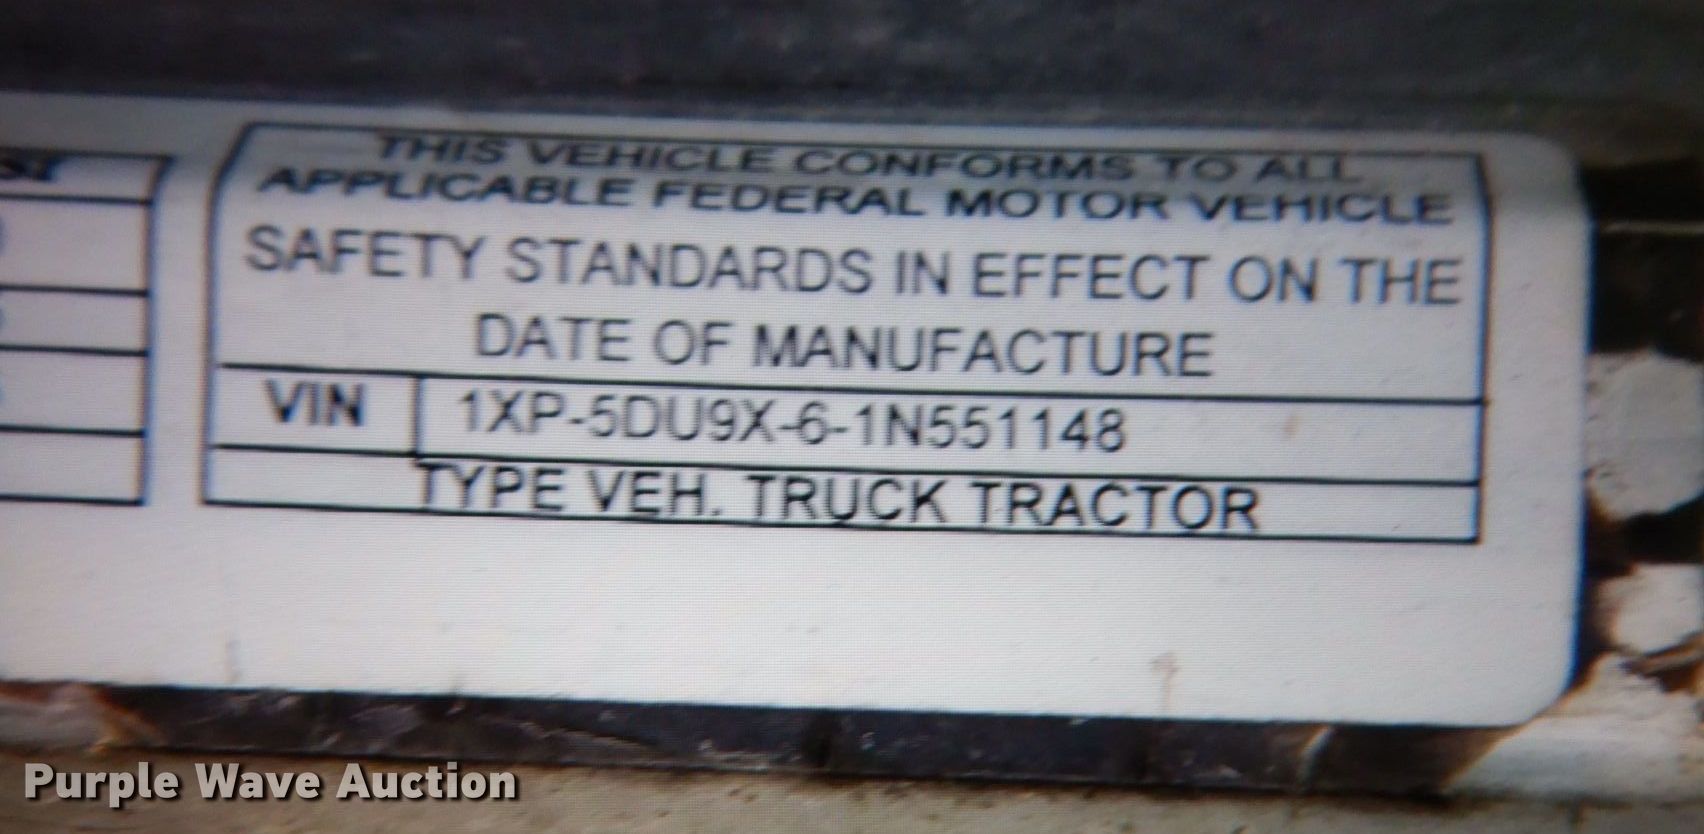 THIS VEHICLE CONFORMS TO ALL
APPLICABLE FEDERAL MOTOR VEHICLE
SAFETY STANDARDS IN EFFECT ON THE
DATE OF MANUFACTURE
VIN 1XP-5DU9X-6-1N551148
TYPE VEH. TRUCK TRACTOR
Purple Wave Auction